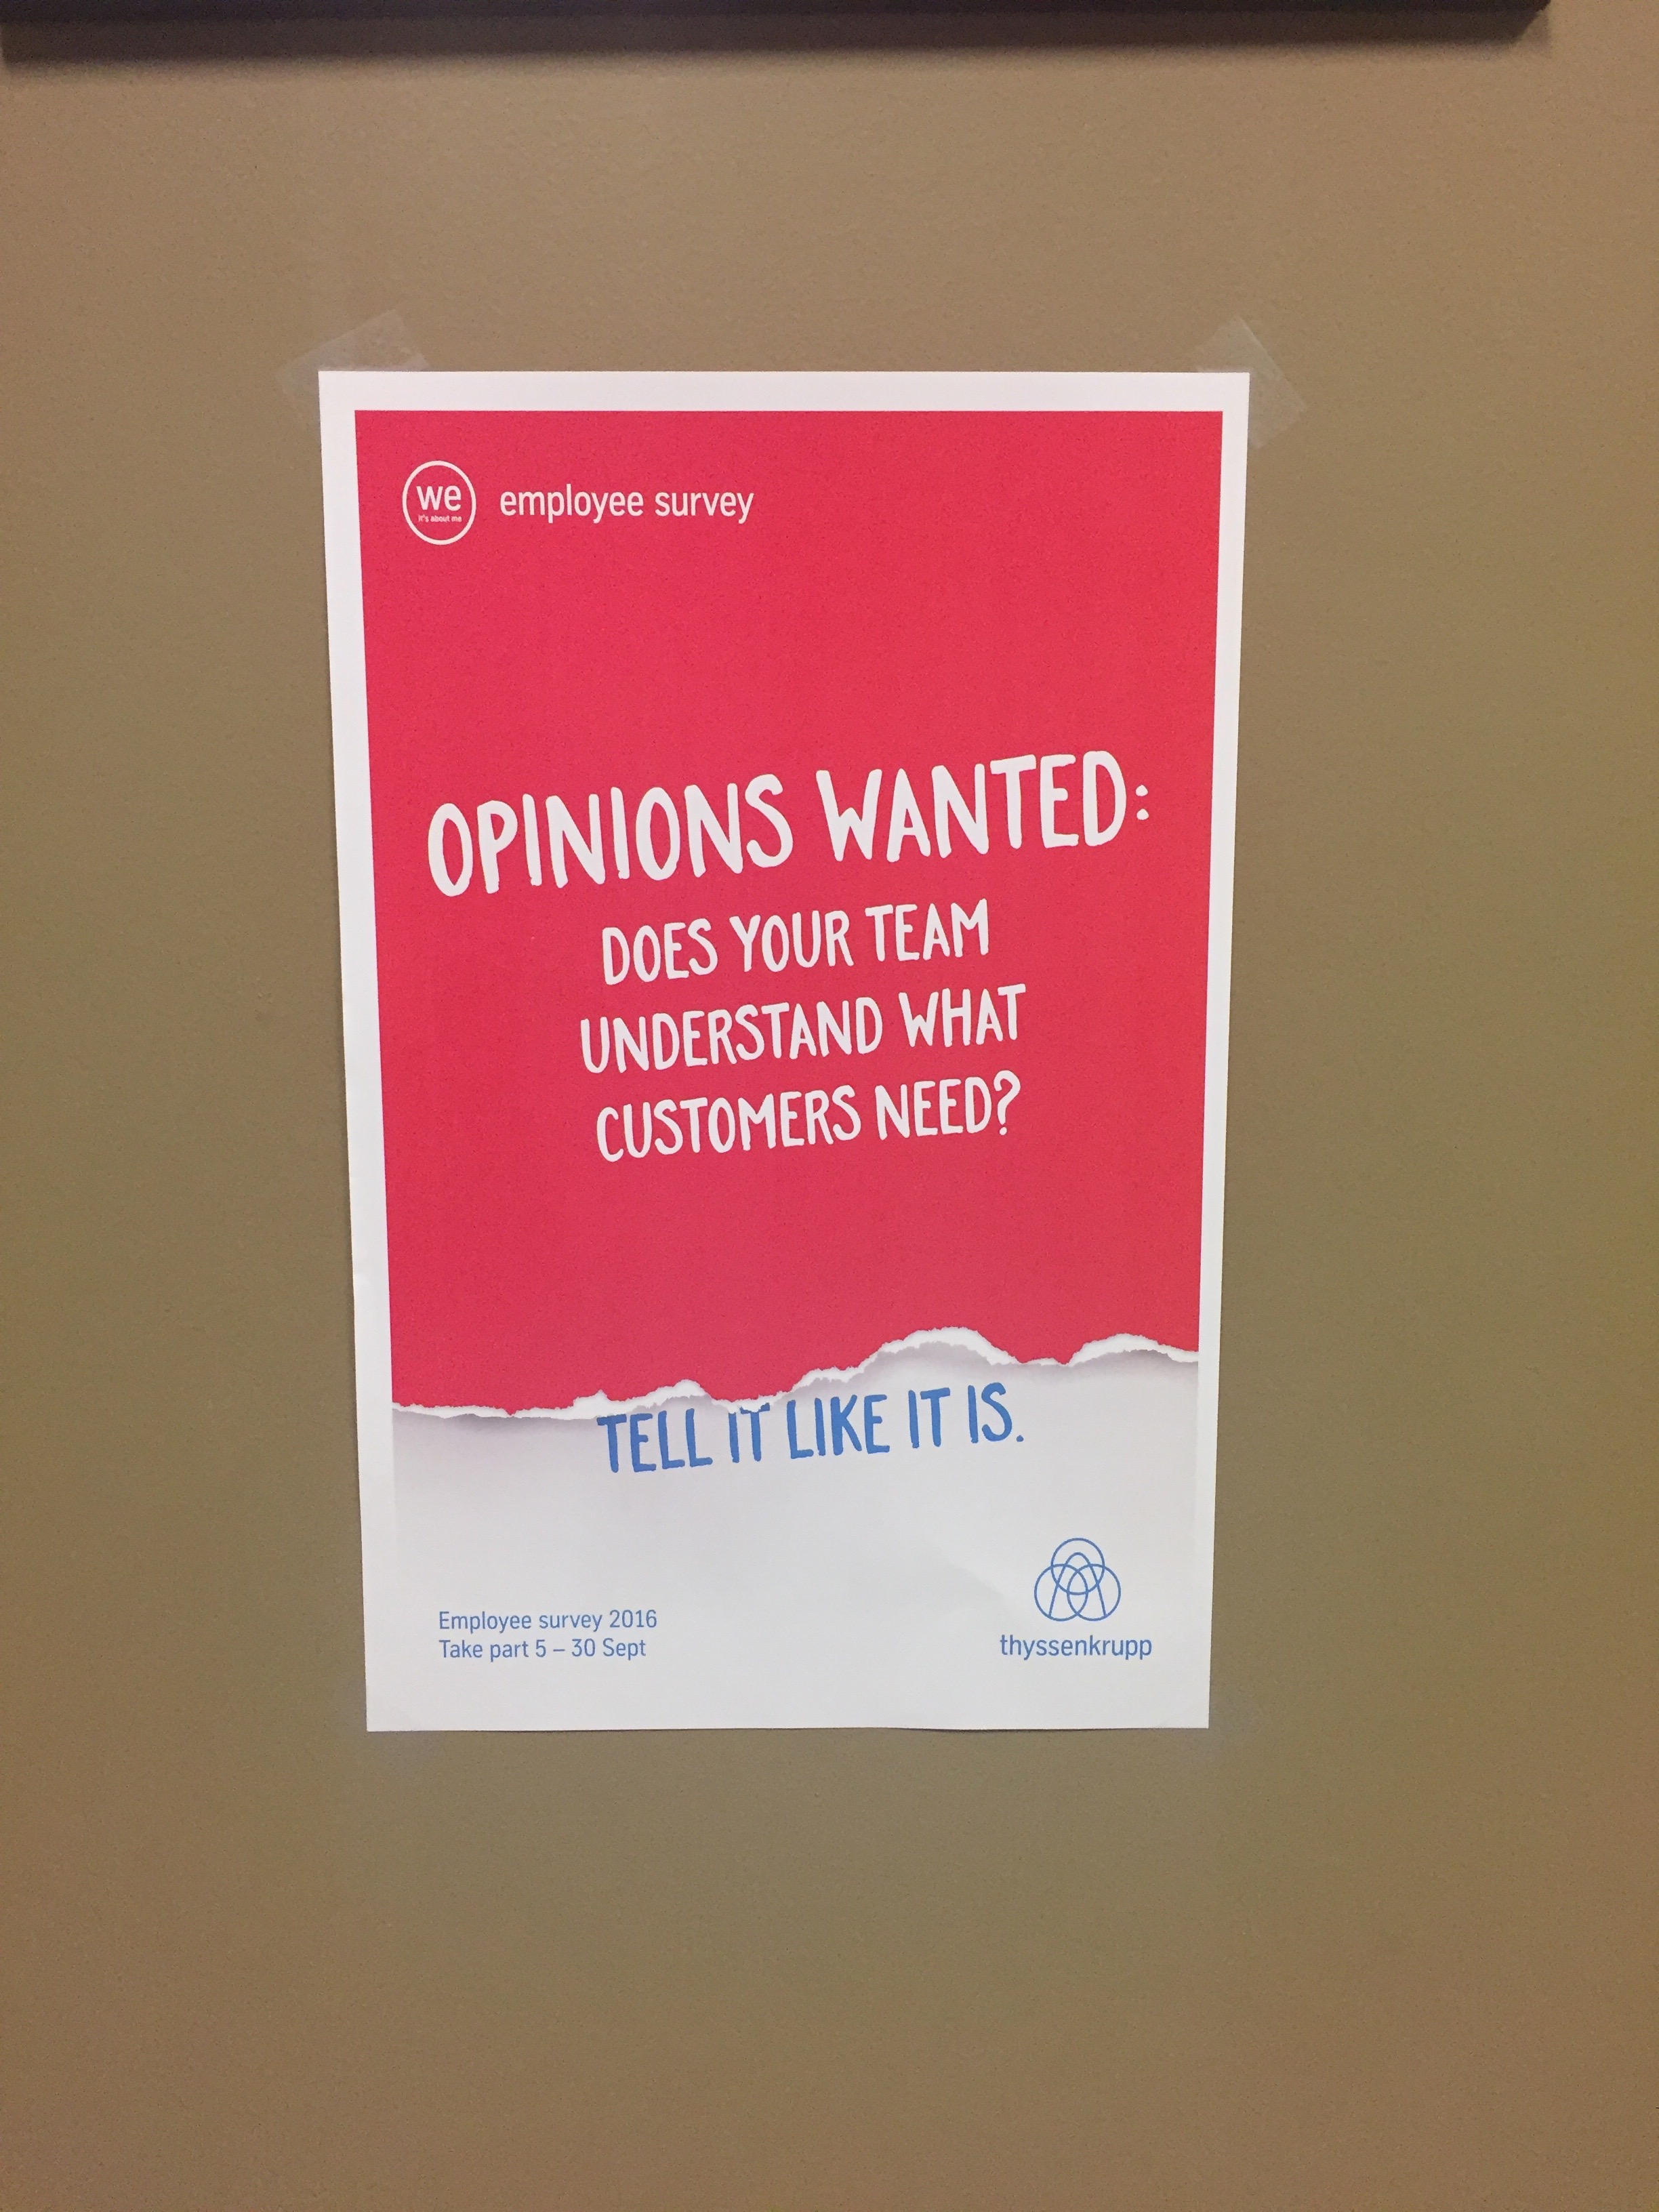 we
it's about me
employee survey
OPINIONS WANTED:
DOES YOUR TEAM
UNDERSTAND WHAT
CUSTOMERS NEED?
TELL IT LIKE IT IS.
Employee survey 2016
Take part 5 – 30 Sept
thyssenkrupp